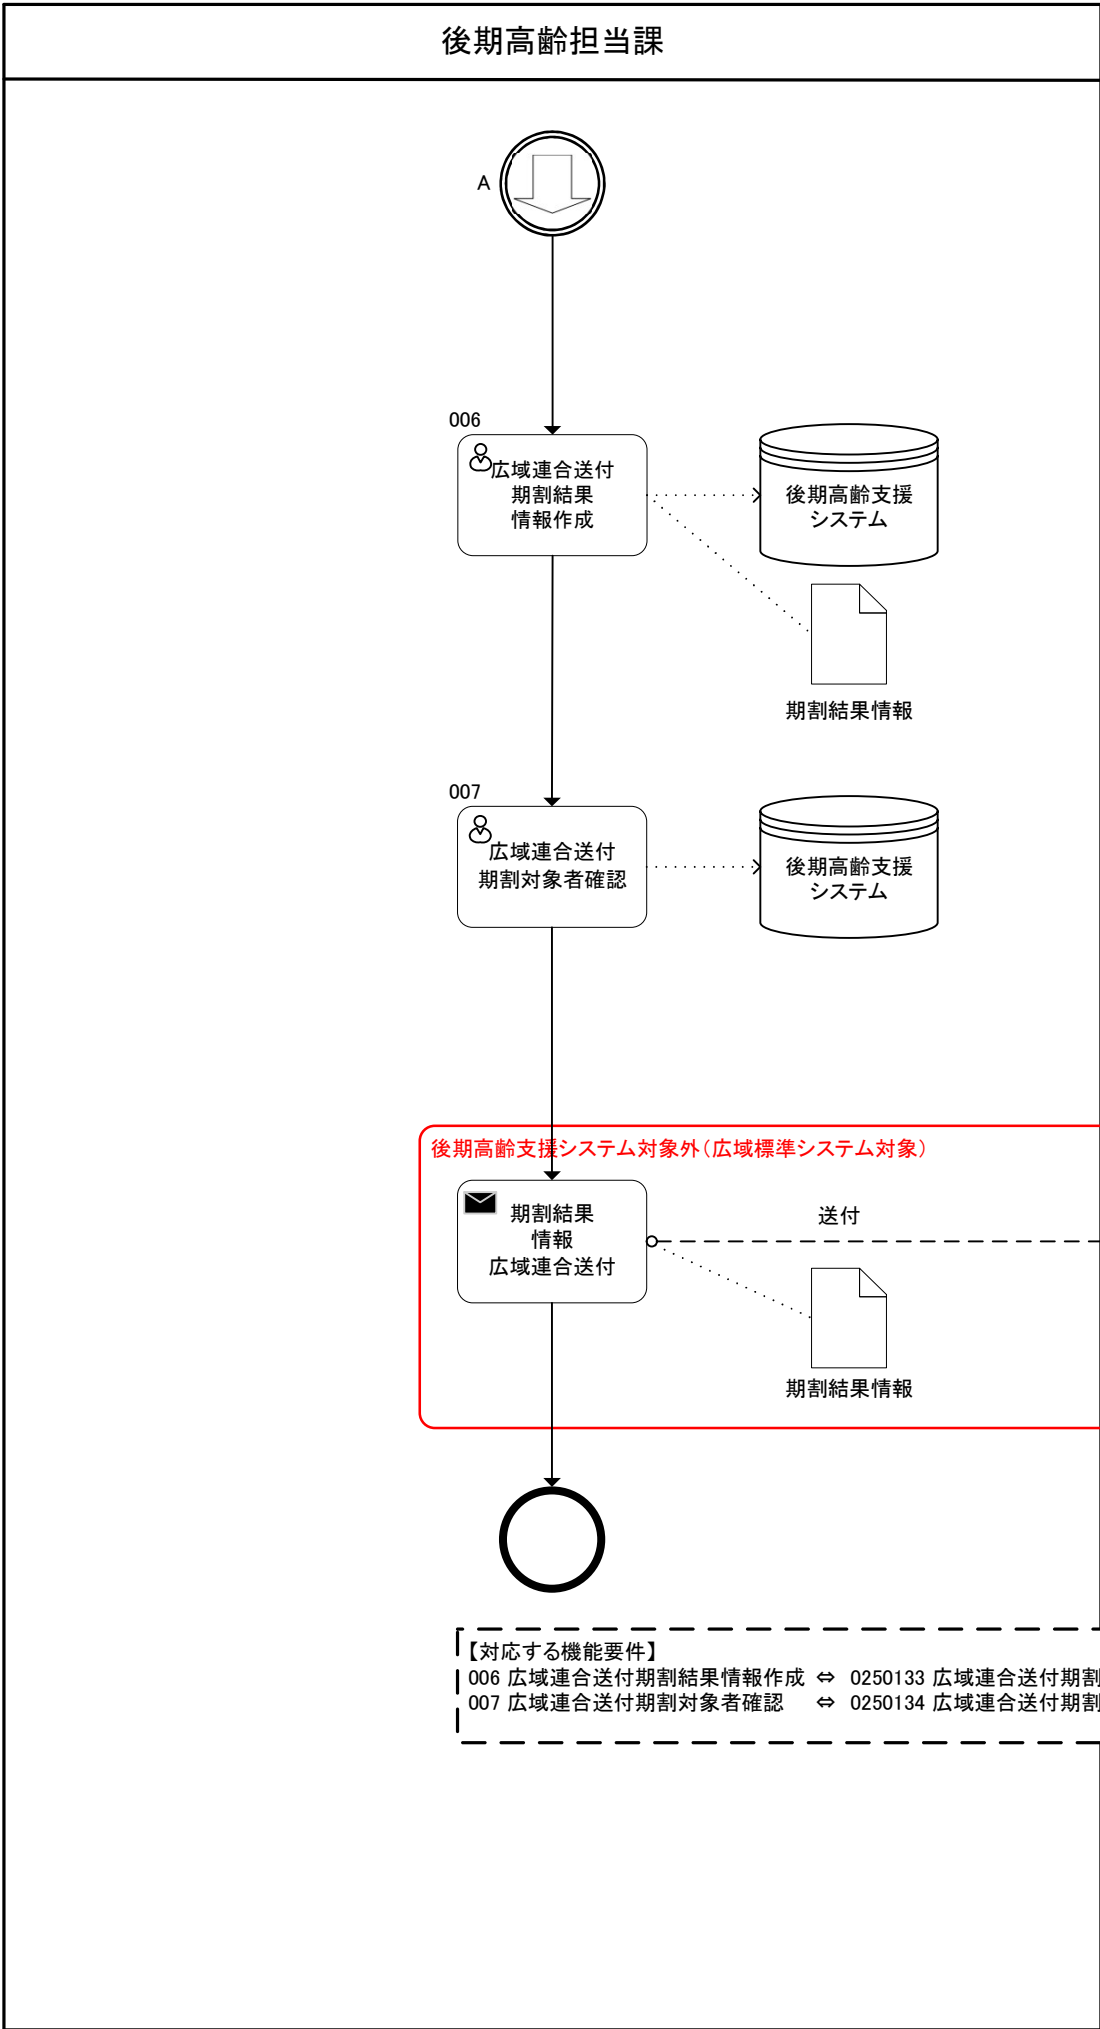 後期高齢担当課
A
006
広域連合送付
期割結果
情報作成
後期高齢支援
システム
期割結果情報
007
広域連合送付
期割対象者確認
後期高齢支援
システム
後期高齢支援システム対象外（広域標準システム対象）
期割結果
情報
広域連合送付
送付
期割結果情報
【対応する機能要件】
006 広域連合送付期割結果情報作成 ⇔ 0250133 広域連合送付期割
007 広域連合送付期割対象者確認 ⇔ 0250134 広域連合送付期割